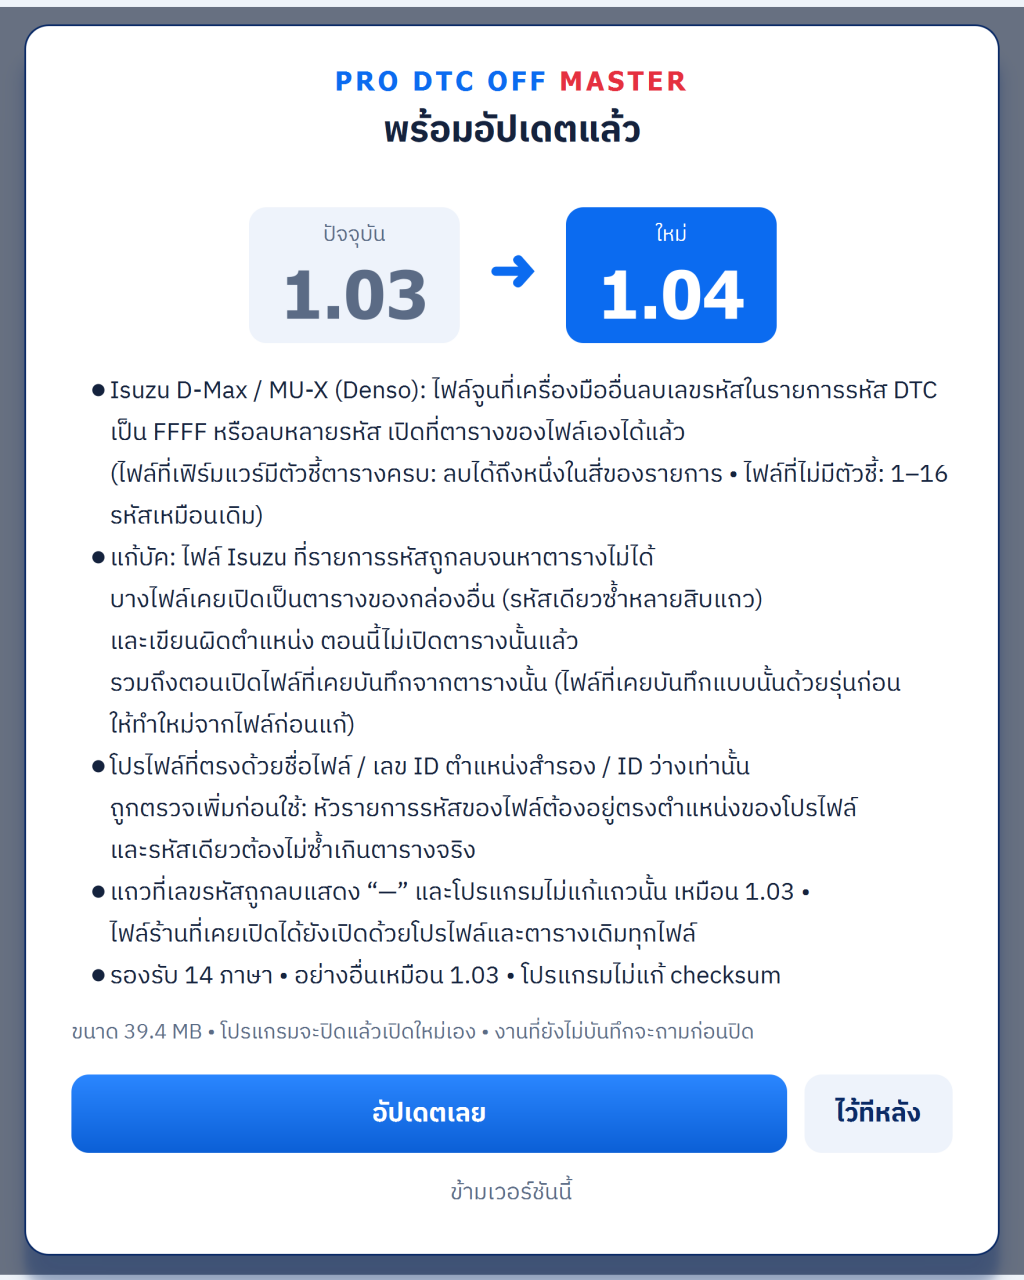 PRO DTC OFF MASTER
พร้อมอัปเดตแล้ว
ปัจจุบัน
1.03
➜
ใหม่
1.04
● Isuzu D-Max / MU-X (Denso): ไฟล์จูนที่เครื่องมืออื่นลบเลขรหัสในรายการรหัส DTC
เป็น FFFF หรือลบหลายรหัส เปิดที่ตารางของไฟล์เองได้แล้ว
(ไฟล์ที่เฟิร์มแวร์มีตัวชี้ตารางครบ: ลบได้ถึงหนึ่งในสี่ของรายการ • ไฟล์ที่ไม่มีตัวชี้: 1–16
รหัสเหมือนเดิม)
● แก้บัค: ไฟล์ Isuzu ที่รายการรหัสถูกลบจนหาตารางไม่ได้
บางไฟล์เคยเปิดเป็นตารางของกล่องอื่น (รหัสเดียวซ้ำหลายสิบแถว)
และเขียนผิดตำแหน่ง ตอนนี้ไม่เปิดตารางนั้นแล้ว
รวมถึงตอนเปิดไฟล์ที่เคยบันทึกจากตารางนั้น (ไฟล์ที่เคยบันทึกแบบนั้นด้วยรุ่นก่อน
ให้ทำใหม่จากไฟล์ก่อนแก้)
● โปรไฟล์ที่ตรงด้วยชื่อไฟล์ / เลข ID ตำแหน่งสำรอง / ID ว่างเท่านั้น
ถูกตรวจเพิ่มก่อนใช้: หัวรายการรหัสของไฟล์ต้องอยู่ตรงตำแหน่งของโปรไฟล์
และรหัสเดียวต้องไม่ซ้ำเกินตารางจริง
● แถวที่เลขรหัสถูกลบแสดง “—” และโปรแกรมไม่แก้แถวนั้น เหมือน 1.03 •
ไฟล์ร้านที่เคยเปิดได้ยังเปิดด้วยโปรไฟล์และตารางเดิมทุกไฟล์
● รองรับ 14 ภาษา • อย่างอื่นเหมือน 1.03 • โปรแกรมไม่แก้ checksum
ขนาด 39.4 MB • โปรแกรมจะปิดแล้วเปิดใหม่เอง • งานที่ยังไม่บันทึกจะถามก่อนปิด
อัปเดตเลย
ไว้ทีหลัง
ข้ามเวอร์ชันนี้